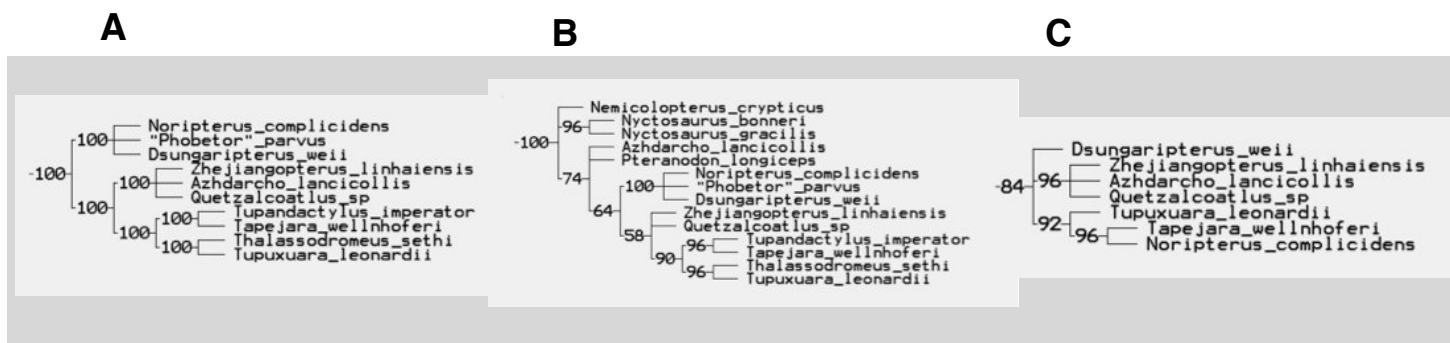 A
100
Noripterus_complicidens
"Phobetor"_parvus
Dsungaripterus_weii
-100
100
Zhejiangopterus_linhaiensis
Azhdarcho_lancicollis
Quetzalcoatlus_sp
100
100
100
Tupandactylus_imperator
Tapejara_wellnhoferi
100
Thalassodromeus_sethi
Tupuxuara_leonardii
B
Nemicolopterus_crypticus
96
Nyctosaurus_bonneri
Nyctosaurus_gracilis
-100
Azhdarcho_lancicollis
Pteranodon_longiceps
74
100
Noripterus_complicidens
"Phobetor"_parvus
Dsungaripterus_weii
64
Zhejiangopterus_linhaiensis
Quetzalcoatlus_sp
58
96
Tupandactylus_imperator
Tapejara_wellnhoferi
90
96
Thalassodromeus_sethi
Tupuxuara_leonardii
C
Dsungaripterus_weii
-84
96
Zhejiangopterus_linhaiensis
Azhdarcho_lancicollis
Quetzalcoatlus_sp
92
Tupuxuara_leonardii
96
Tapejara_wellnhoferi
Noripterus_complicidens